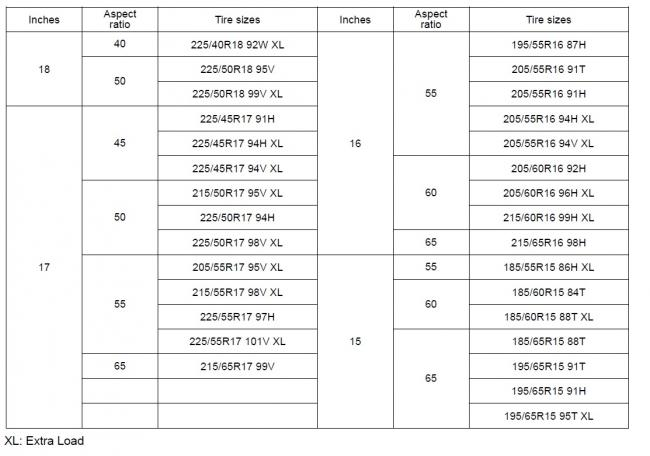 Inches Aspect ratio Tire sizes Inches Aspect ratio Tire sizes
18 40 225/40R18 92W XL 16 55 195/55R16 87H
50 225/50R18 95V 205/55R16 91T
225/50R18 99V XL 205/55R16 91H
17 45 225/45R17 91H 205/55R16 94H XL
225/45R17 94H XL 205/55R16 94V XL
225/45R17 94V XL 60 205/60R16 92H
50 215/50R17 95V XL 205/60R16 96H XL
225/50R17 94H 215/60R16 99H XL
225/50R17 98V XL 65 215/65R16 98H
55 205/55R17 95V XL 15 55 185/55R15 86H XL
215/55R17 98V XL 60 185/60R15 84T
225/55R17 97H 185/60R15 88T XL
225/55R17 101V XL 65 185/65R15 88T
65 215/65R17 99V 195/65R15 91T
195/65R15 91H
195/65R15 95T XL
XL: Extra Load